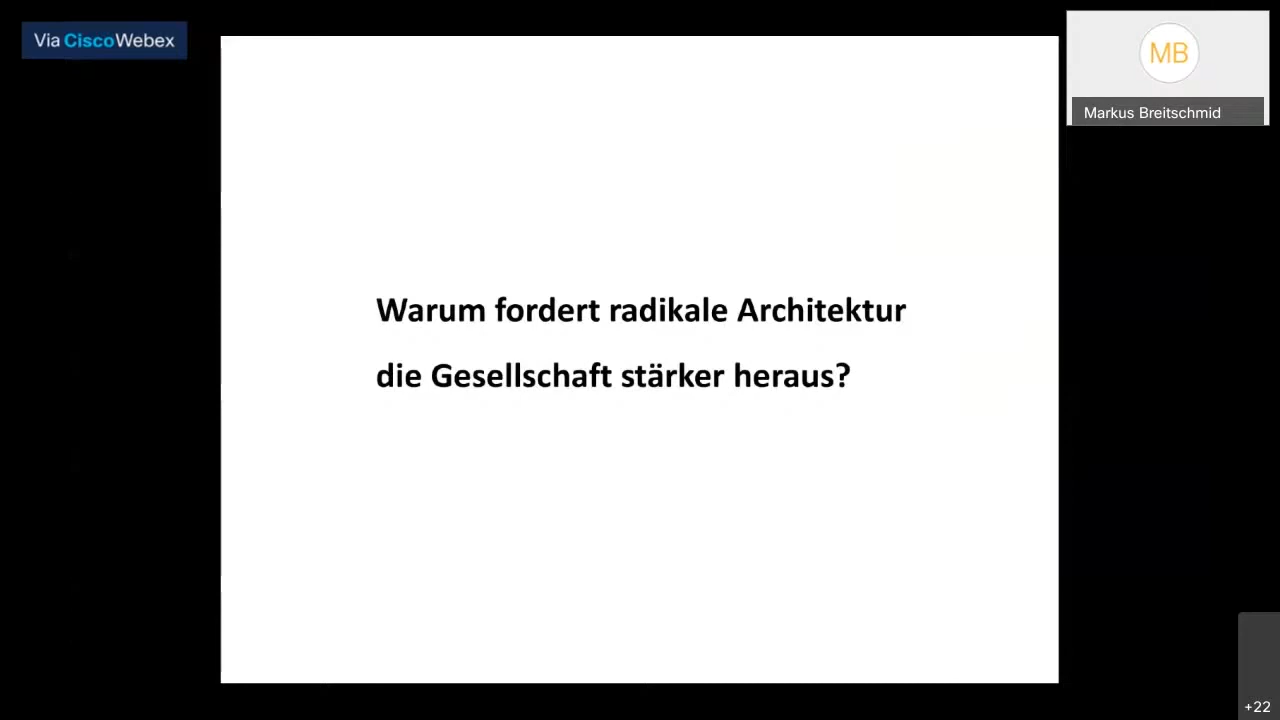 Via CiscoWebex
MB
Markus Breitschmid
Warum fordert radikale Architektur
die Gesellschaft stärker heraus?
+22